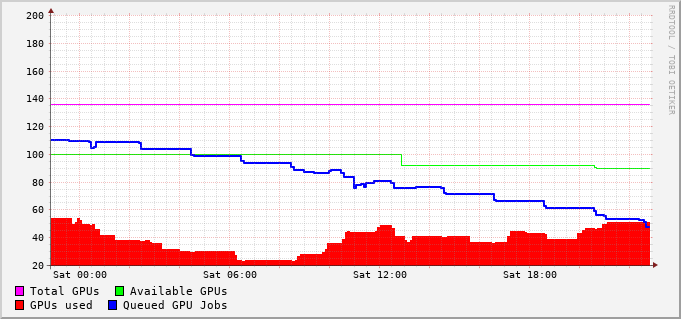 200
180
160
140
120
100
80
60
40
20
Sat 00:00 Sat 06:00 Sat 12:00 Sat 18:00
Total GPUs Available GPUs
GPUs used Queued GPU Jobs
RRDTOOL / TOBI OETIKER